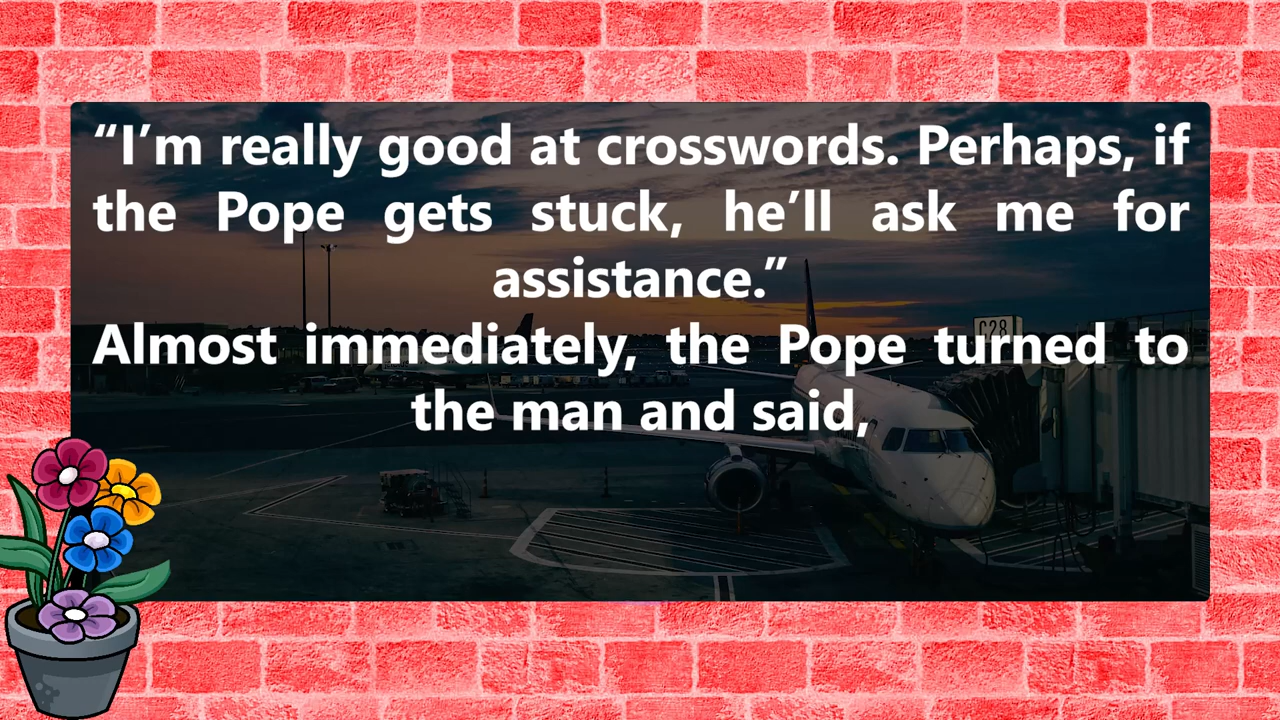 “I’m really good at crosswords. Perhaps, if
the Pope gets stuck, he’ll ask me for
assistance.”
Almost immediately, the Pope turned to
the man and said,
C28